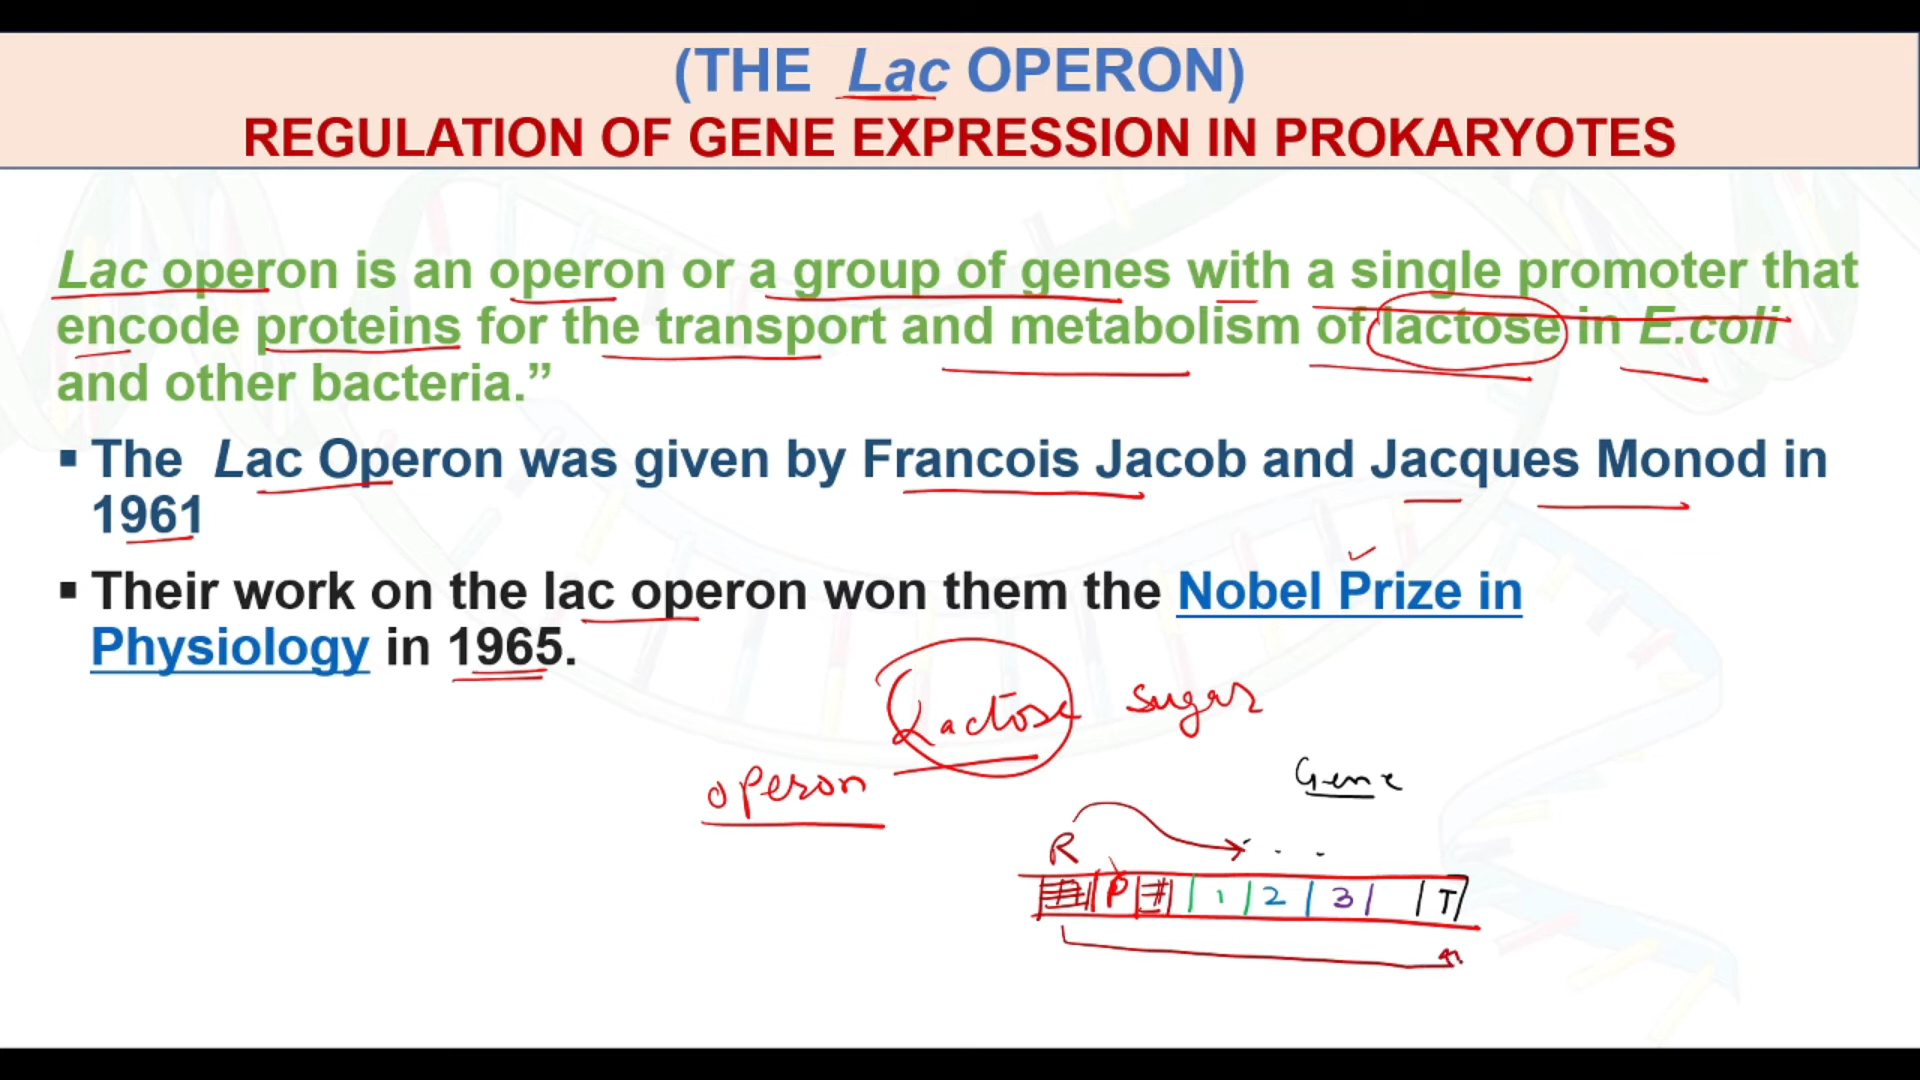 (THE Lac OPERON)
REGULATION OF GENE EXPRESSION IN PROKARYOTES
Lac operon is an operon or a group of genes with a single promoter that
encode proteins for the transport and metabolism of lactose in E.coli
and other bacteria.”
▪ The Lac Operon was given by Francois Jacob and Jacques Monod in
1961
▪ Their work on the lac operon won them the Nobel Prize in
Physiology in 1965.
Lactose sugar
operon
Gene
R
P 1 2 3 T